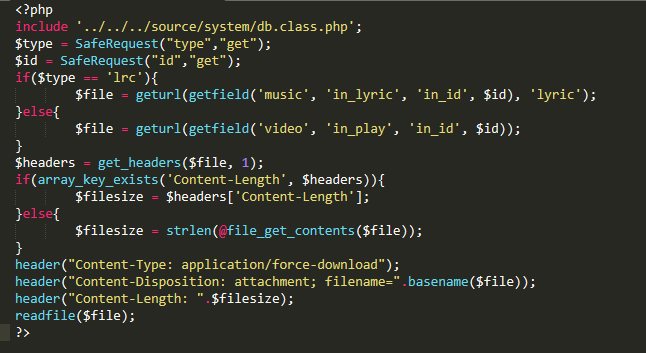 <?php
include '../../../source/system/db.class.php';
$type = SafeRequest("type","get");
$id = SafeRequest("id","get");
if($type == 'lrc'){
        $file = geturl(getfield('music', 'in_lyric', 'in_id', $id), 'lyric');
}else{
        $file = geturl(getfield('video', 'in_play', 'in_id', $id));
}
$headers = get_headers($file, 1);
if(array_key_exists('Content-Length', $headers)){
        $filesize = $headers['Content-Length'];
}else{
        $filesize = strlen(@file_get_contents($file));
}
header("Content-Type: application/force-download");
header("Content-Disposition: attachment; filename=".basename($file));
header("Content-Length: ".$filesize);
readfile($file);
?>